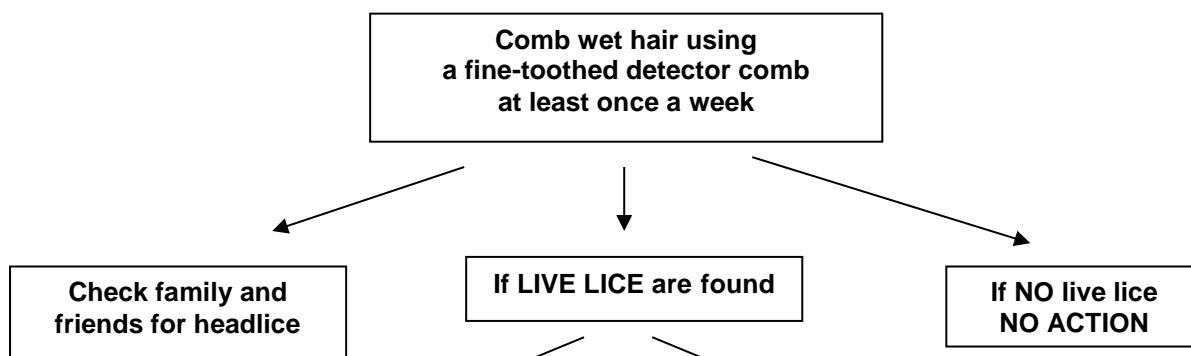 Comb wet hair using
a fine-toothed detector comb
at least once a week
Check family and
friends for headlice
If LIVE LICE are found
If NO live lice
NO ACTION